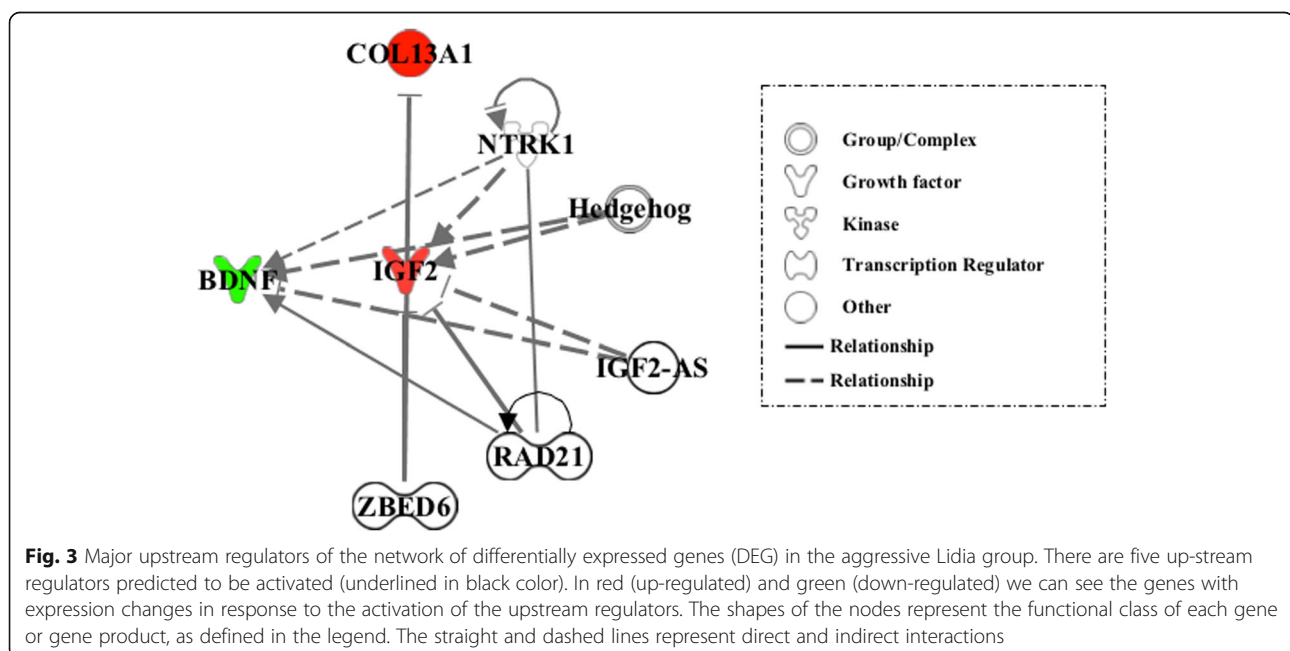 COL13A1
NTRK1
Hedgehog
BDNF
IGF2
IGF2-AS
RAD21
ZBED6
Group/Complex
Growth factor
Kinase
Transcription Regulator
Other
Relationship
Relationship
Fig. 3 Major upstream regulators of the network of differentially expressed genes (DEG) in the aggressive Lidia group. There are five up-stream
regulators predicted to be activated (underlined in black color). In red (up-regulated) and green (down-regulated) we can see the genes with
expression changes in response to the activation of the upstream regulators. The shapes of the nodes represent the functional class of each gene
or gene product, as defined in the legend. The straight and dashed lines represent direct and indirect interactions